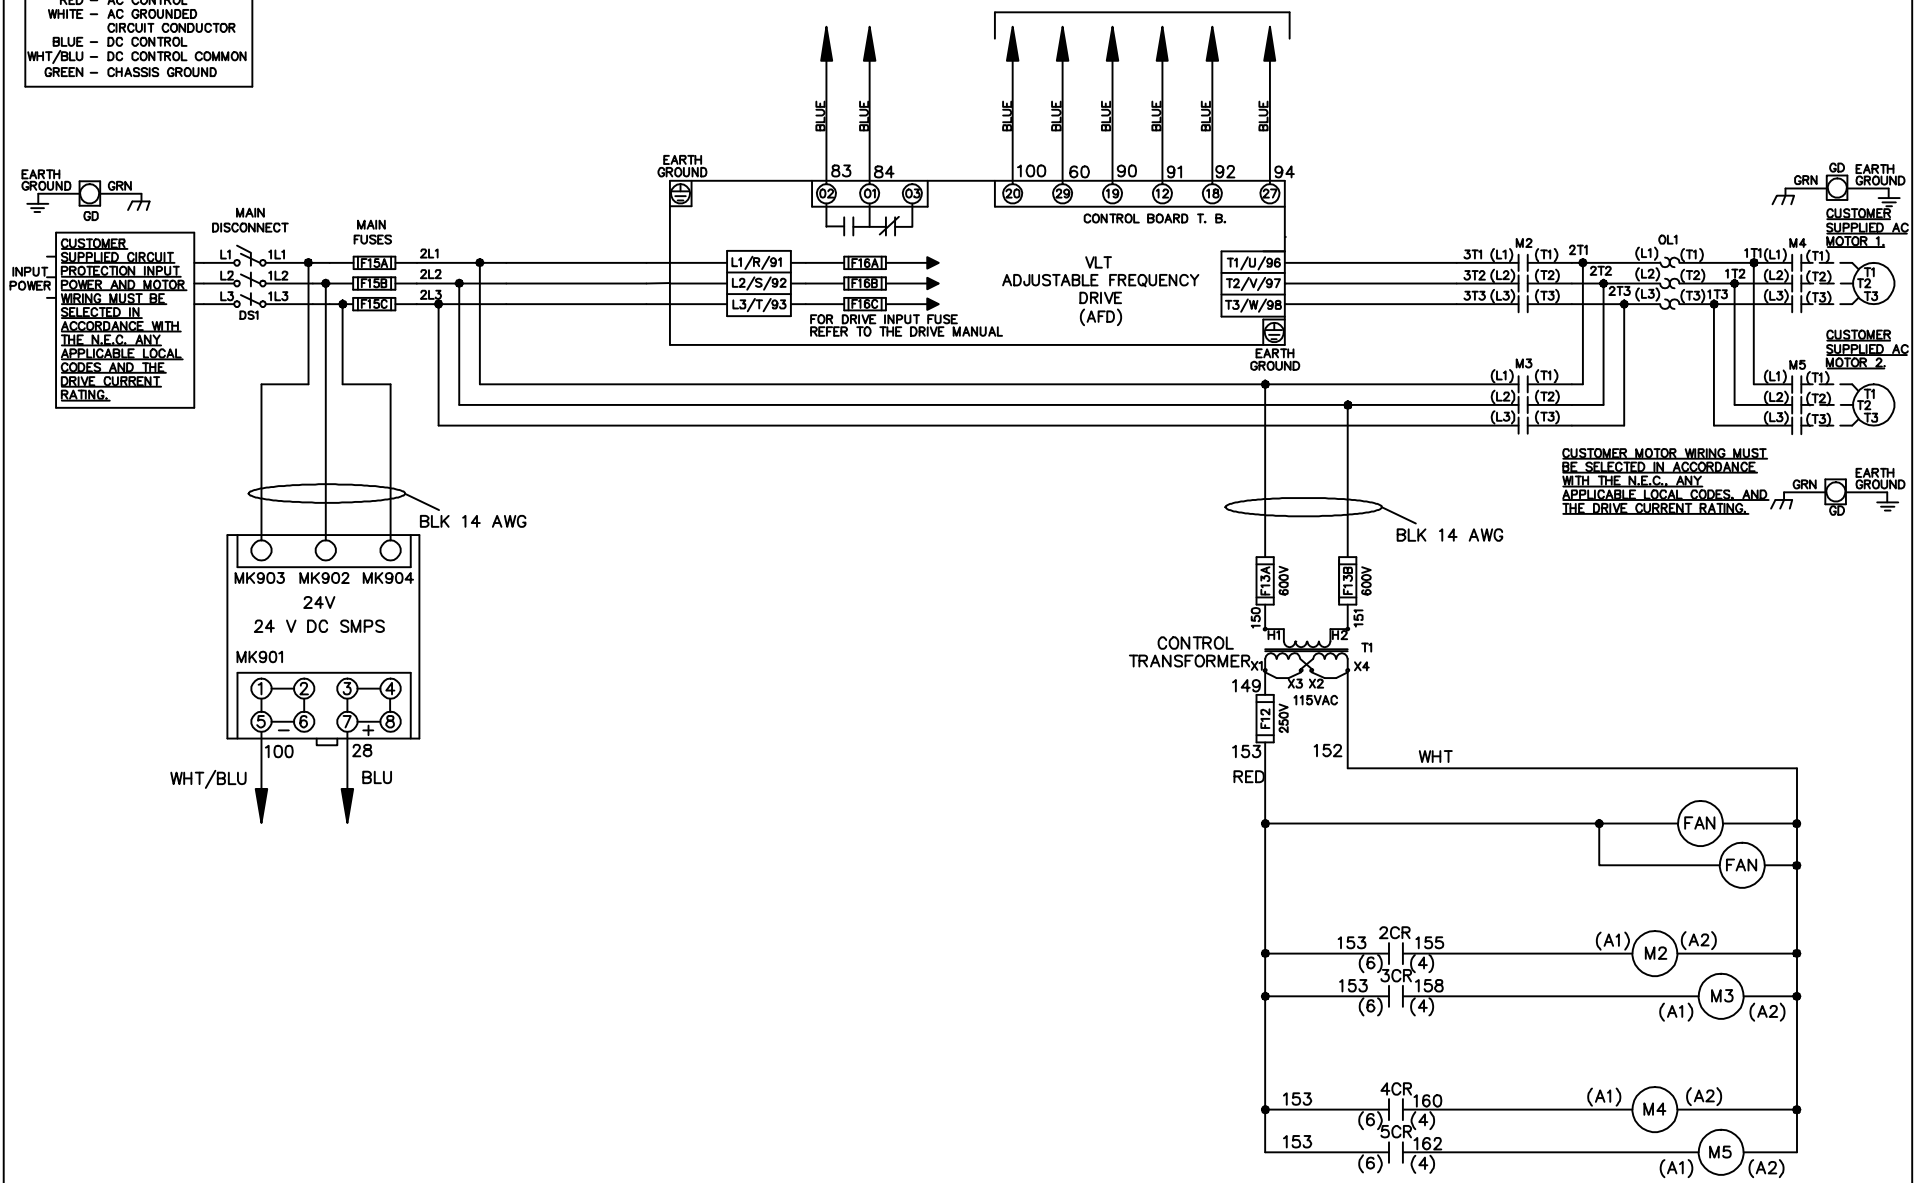 RED – AC CONTROL
WHITE – AC GROUNDED
CIRCUIT CONDUCTOR
BLUE – DC CONTROL
WHT/BLU – DC CONTROL COMMON
GREEN – CHASSIS GROUND
BLUE
BLUE
BLUE
BLUE
BLUE
BLUE
BLUE
BLUE
EARTH
GROUND
GRN
GD
EARTH
GROUND
83
84
02
01
03
100
60
90
91
92
94
20
29
19
12
18
27
CONTROL BOARD T. B.
GRN
GD
EARTH
GROUND
INPUT
POWER
CUSTOMER
SUPPLIED CIRCUIT
PROTECTION INPUT
POWER AND MOTOR
WIRING MUST BE
SELECTED IN
ACCORDANCE WITH
THE N.E.C. ANY
APPLICABLE LOCAL
CODES AND THE
DRIVE CURRENT
RATING.
MAIN
DISCONNECT
L1
1L1
L2
1L2
L3
1L3
DS1
MAIN
FUSES
F15A
F15B
F15C
2L1
2L2
2L3
L1/R/91
L2/S/92
L3/T/93
F16A
F16B
F16C
FOR DRIVE INPUT FUSE
REFER TO THE DRIVE MANUAL
VLT
ADJUSTABLE FREQUENCY
DRIVE
(AFD)
T1/U/96
T2/V/97
T3/W/98
EARTH
GROUND
M2
3T1 (L1) (T1) 2T1
3T2 (L2) (T2) 2T2
3T3 (L3) (T3) 2T3
OL1
(L1) (T1) 1T1
(L2) (T2) 1T2
(L3) (T3) 1T3
M4
(L1) (T1)
(L2) (T2)
(L3) (T3)
T1
T2
T3
CUSTOMER
SUPPLIED AC
MOTOR 1.
M3
(L1) (T1)
(L2) (T2)
(L3) (T3)
CUSTOMER
SUPPLIED AC
MOTOR 2.
M5
(L1) (T1)
(L2) (T2)
(L3) (T3)
T1
T2
T3
CUSTOMER MOTOR WIRING MUST
BE SELECTED IN ACCORDANCE
WITH THE N.E.C., ANY
APPLICABLE LOCAL CODES, AND
THE DRIVE CURRENT RATING.
GRN
GD
EARTH
GROUND
BLK 14 AWG
MK903 MK902 MK904
24V
24 V DC SMPS
MK901
1
2
3
4
5
6
7
8
–
+
100
28
WHT/BLU
BLU
BLK 14 AWG
F13A
600V
F13B
600V
150
151
H1
H2
T1
CONTROL
TRANSFORMER
X1
X4
X3 X2
115VAC
149
F12
250V
153
RED
152
WHT
FAN
FAN
2CR
153
155
(6)
(4)
(A1)
M2
(A2)
3CR
153
158
(6)
(4)
(A1)
M3
(A2)
4CR
153
160
(6)
(4)
(A1)
M4
(A2)
5CR
153
162
(6)
(4)
(A1)
M5
(A2)